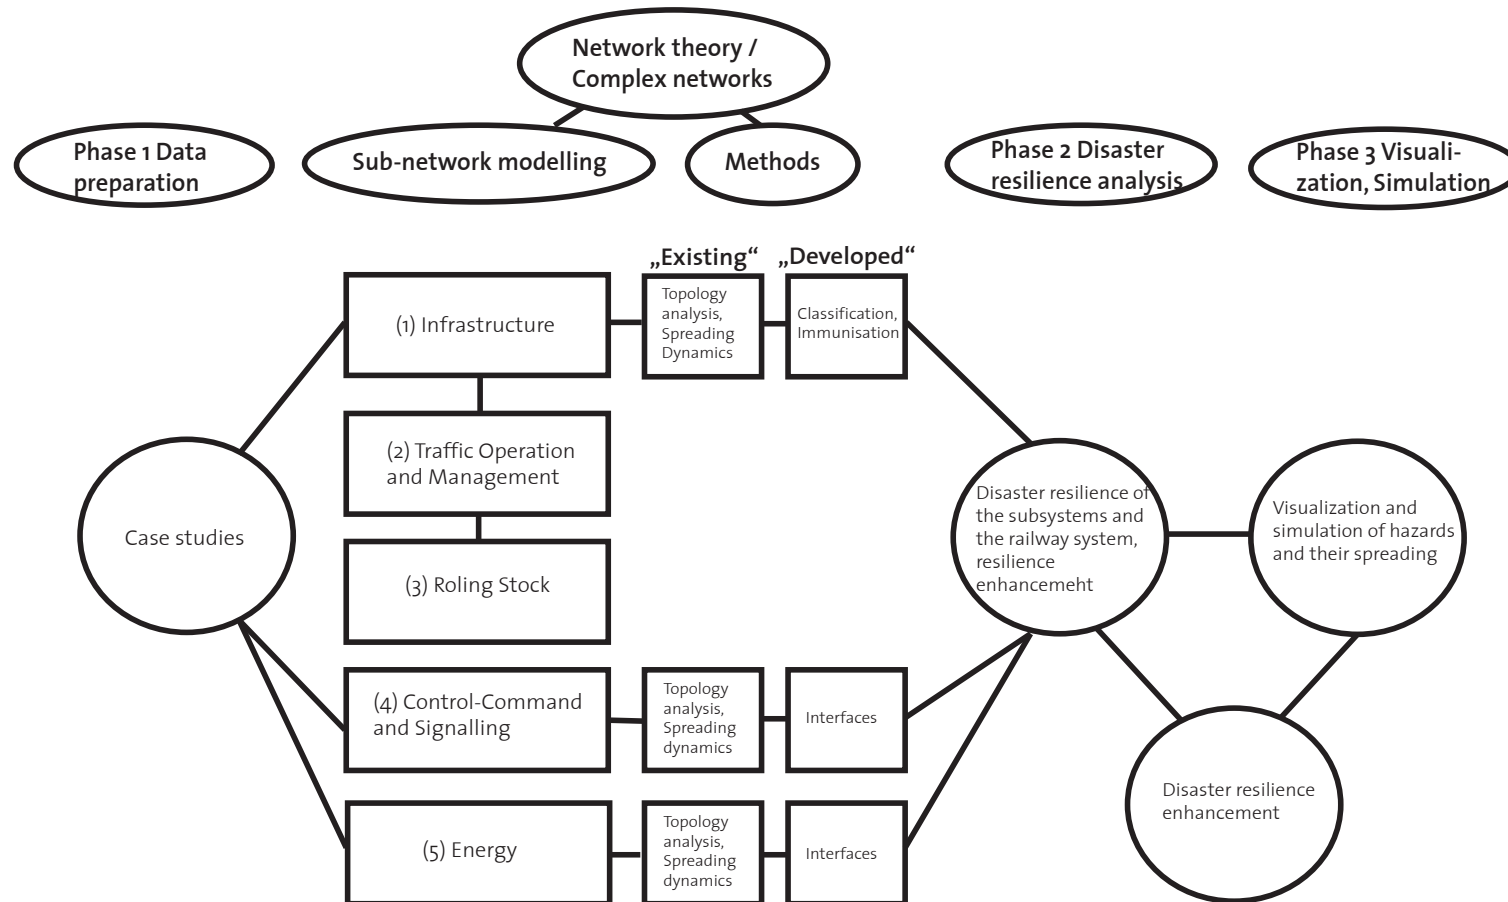 Network theory /
Complex networks
Phase 1 Data
preparation
Sub-network modelling
Methods
Phase 2 Disaster
resilience analysis
Phase 3 Visuali-
zation, Simulation
„Existing“
„Developed“
(1) Infrastructure
Topology
analysis,
Spreading
Dynamics
Classification,
Immunisation
(2) Traffic Operation
and Management
Case studies
(3) Roling Stock
Disaster resilience of
the subsystems and
the railway system,
resilience
enhancemeht
Visualization and
simulation of hazards
and their spreading
(4) Control-Command
and Signalling
Topology
analysis,
Spreading
dynamics
Interfaces
Disaster resilience
enhancement
(5) Energy
Topology
analysis,
Spreading
dynamics
Interfaces